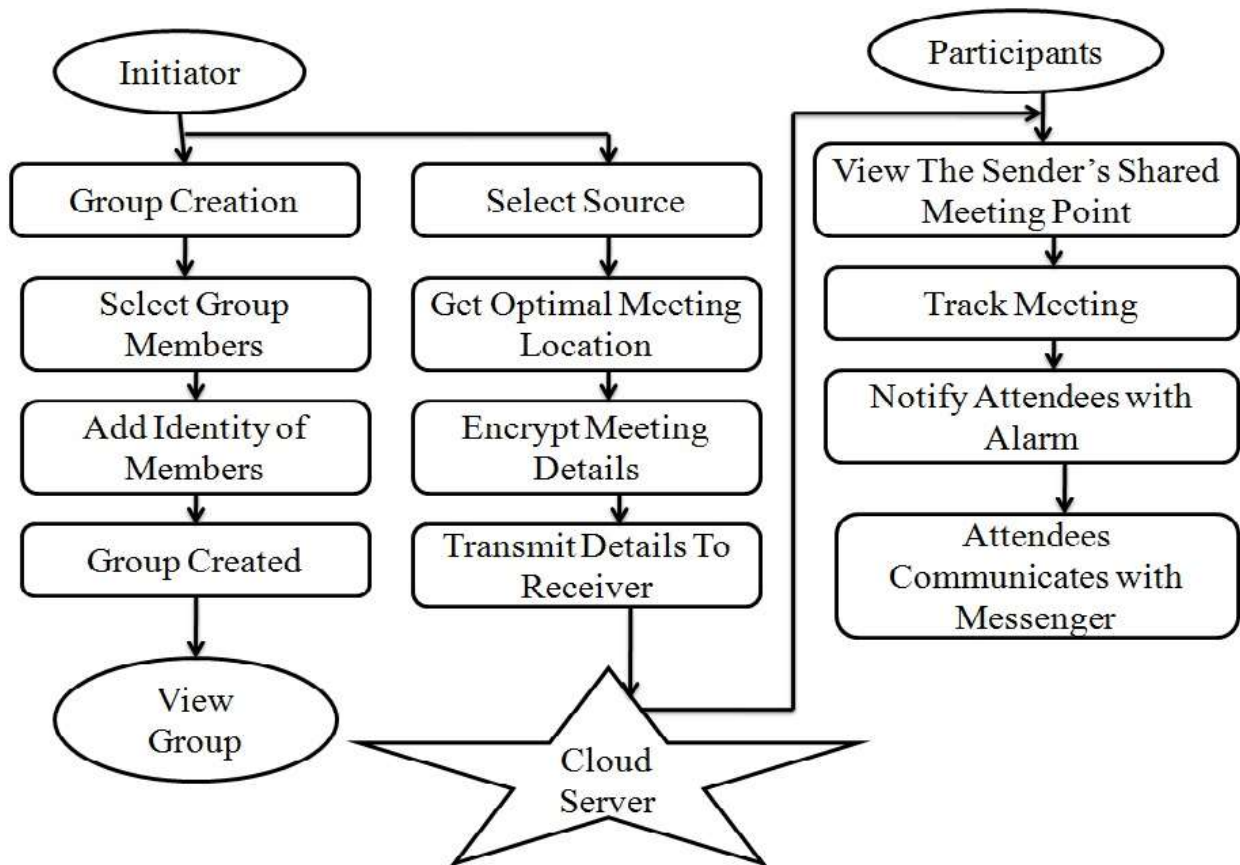 Initiator
Group Creation
Select Group
Members
Add Identity of
Members
Group Created
View
Group
Select Source
Get Optimal Meeting
Location
Encrypt Meeting
Details
Transmit Details To
Receiver
Cloud
Server
Participants
View The Sender's Shared
Meeting Point
Track Meeting
Notify Attendees with
Alarm
Attendees
Communicates with
Messenger